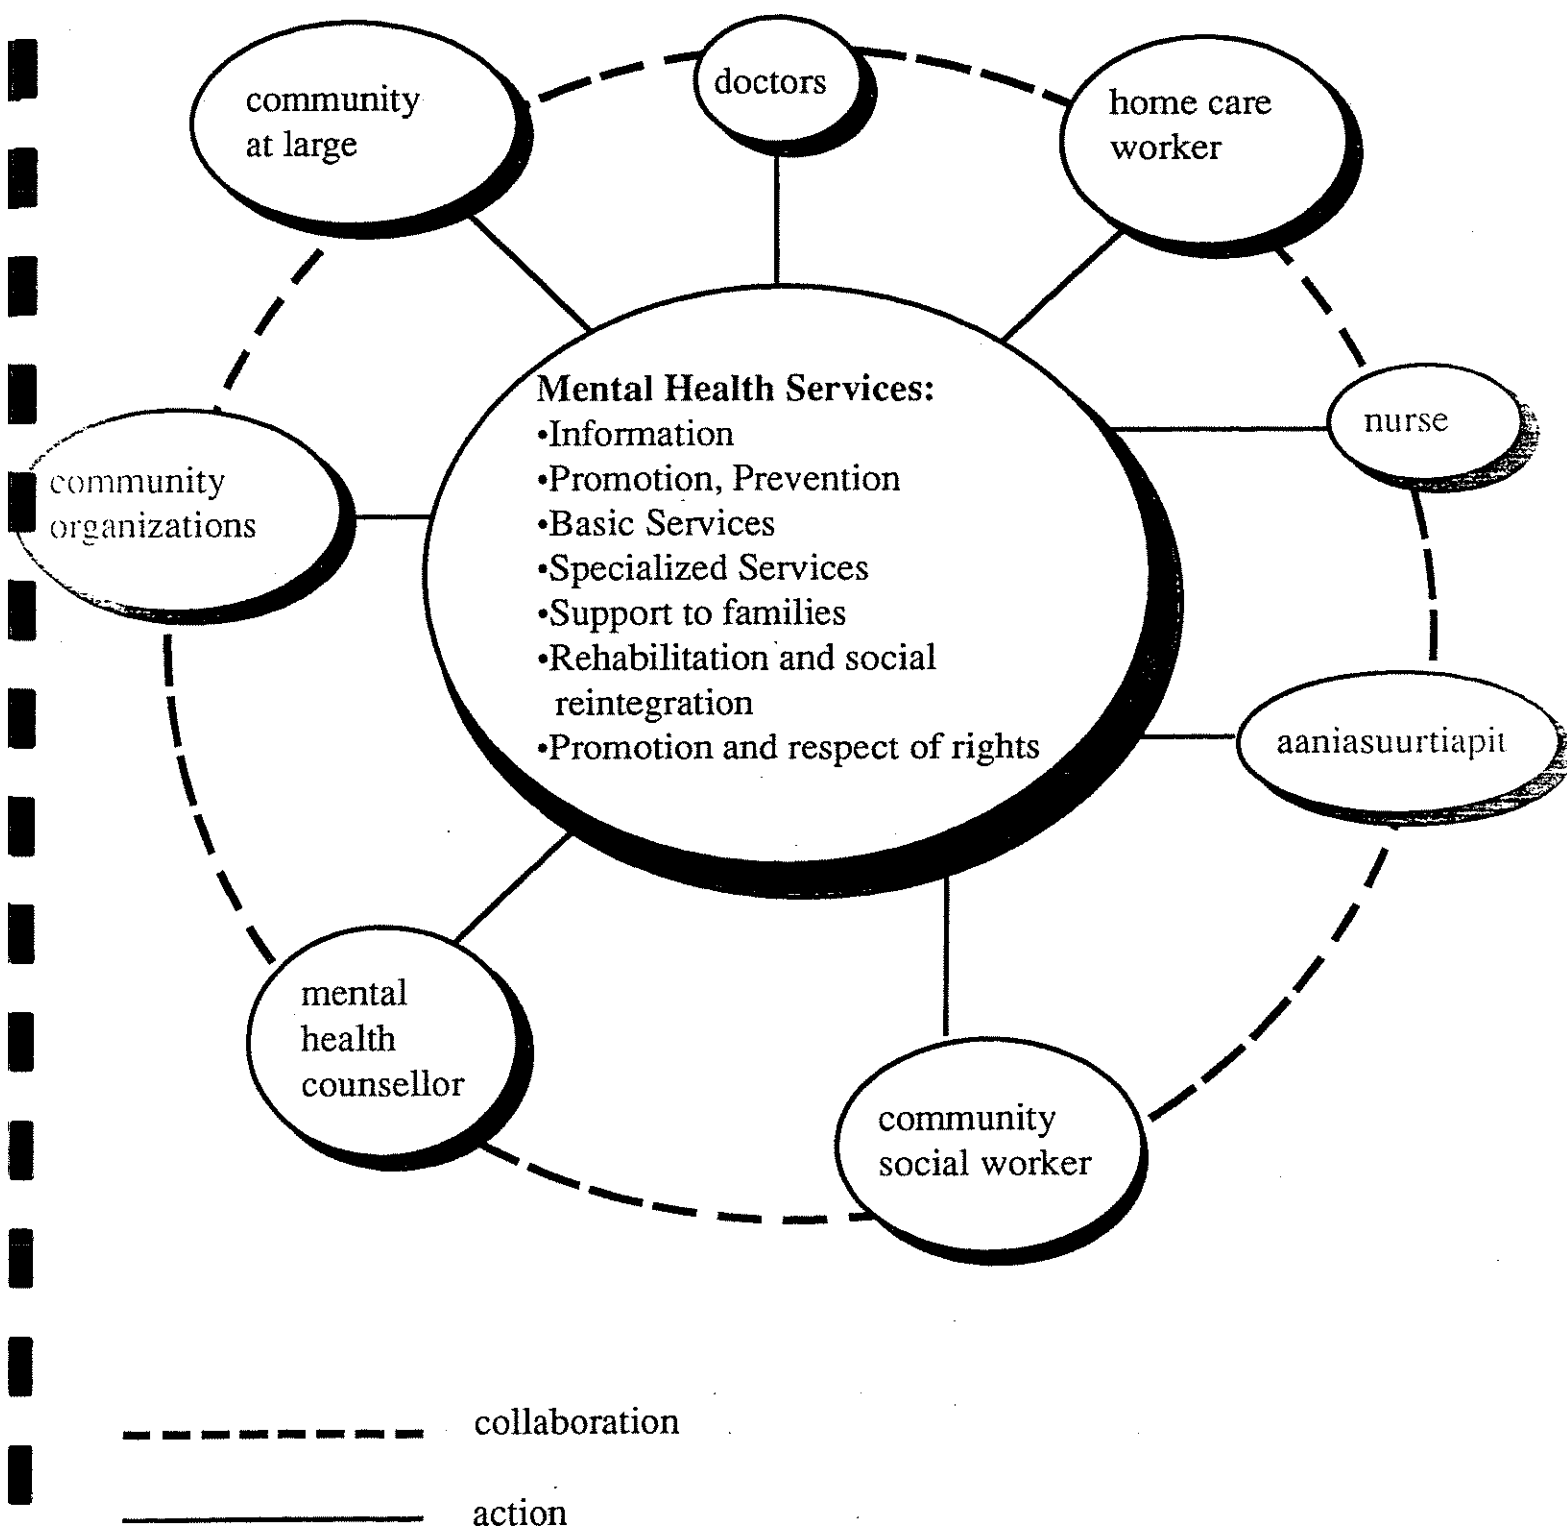 community
at large
doctors
home care
worker
Mental Health Services:
•Information
•Promotion, Prevention
•Basic Services
•Specialized Services
•Support to families
•Rehabilitation and social
reintegration
•Promotion and respect of rights
nurse
community
organizations
aaniasuurtiapit
mental
health
counsellor
community
social worker
collaboration
action